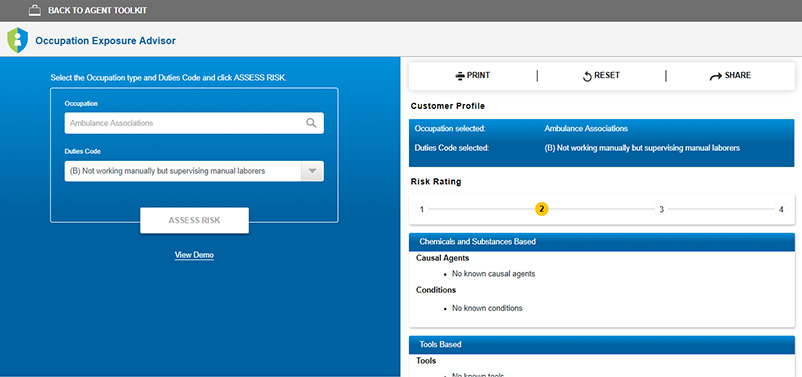 BACK TO AGENT TOOLKIT
Occupation Exposure Advisor
Select the Occupation type and Duties Code and click ASSESS RISK.
Occupation
Ambulance Associations
Duties Code
(B) Not working manually but supervising manual laborers
ASSESS RISK
View Demo
PRINT | RESET | SHARE
Customer Profile
Occupation selected: Ambulance Associations
Duties Code selected: (B) Not working manually but supervising manual laborers
Risk Rating
1 2 3 4
Chemicals and Substances Based
Causal Agents
• No known causal agents
Conditions
• No known conditions
Tools Based
Tools
• No known tools